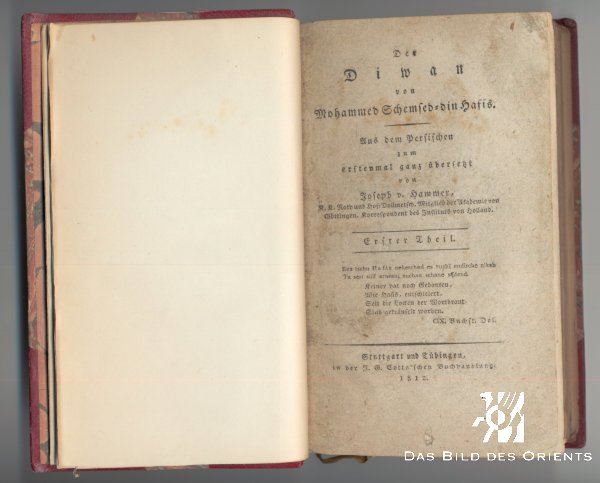 Der
Diwan
von
Mohammed Schemsed-din Hafis.
Aus dem Persischen
zum
erstenmal ganz übersetzt
von
Joseph v. Hammer,
K. K. Rath und Hof-Dollmetsch, Mitglied der Akademie von
Göttingen, Korrespondent des Instituts von Holland.
Erster Theil.
Keiner hat noch Gedanken,
Wie Hafis, entschleiert,
Seit die Locken der Wortbraut
Sind gekräuselt worden.
Buchst. Dal.
Stuttgart und Tübingen,
in der J. G. Cotta'schen Buchhandlung.
1812.
DAS BILD DES ORIENTS